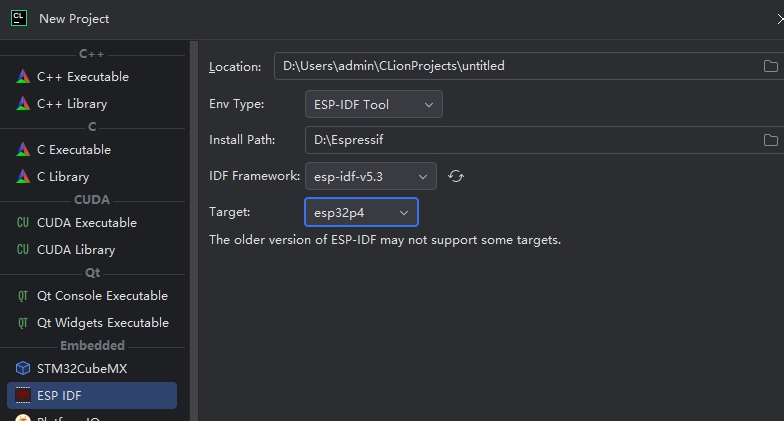 CL
New Project
C++
C++ Executable
C++ Library
C
C Executable
C Library
CUDA
CU CUDA Executable
CU CUDA Library
Qt
QT Qt Console Executable
QT Qt Widgets Executable
Embedded
STM32CubeMX
ESP IDF
Location: D:\Users\admin\CLionProjects\untitled
Env Type: ESP-IDF Tool
Install Path: D:\Espressif
IDF Framework: esp-idf-v5.3
Target: esp32p4
The older version of ESP-IDF may not support some targets.